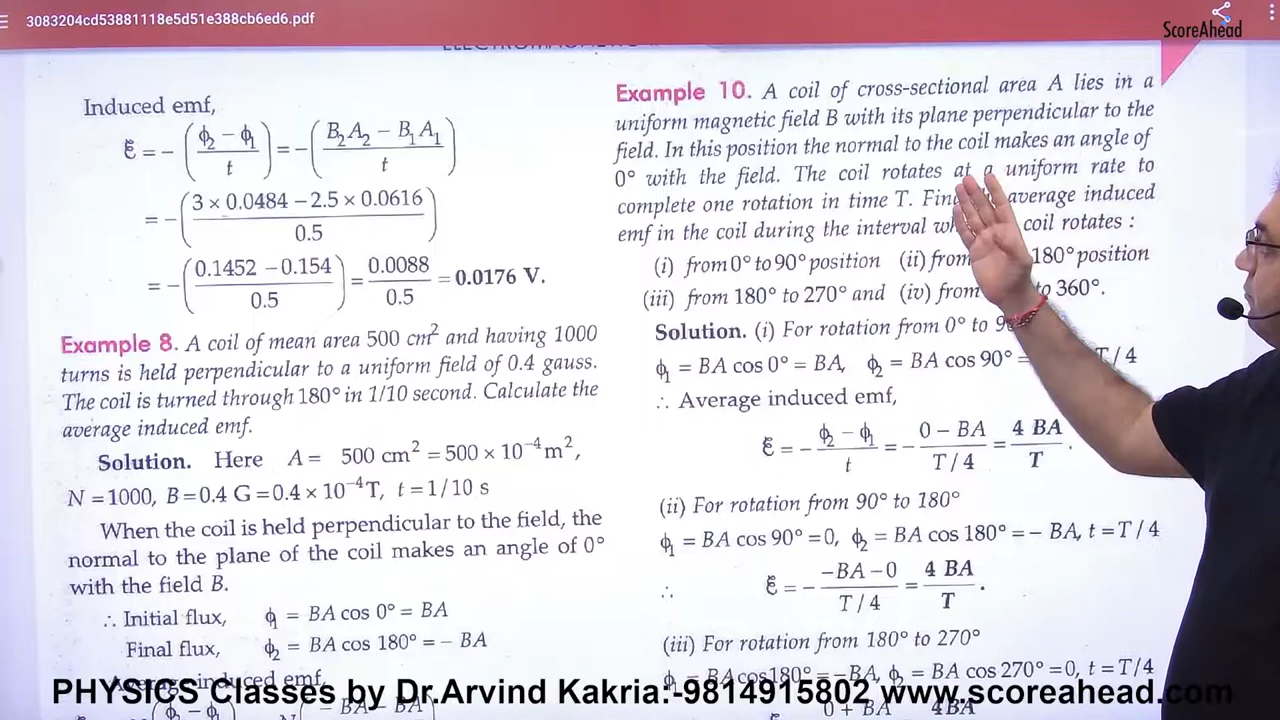 3083204cd53881118e5d51e388cb6ed6.pdf
ScoreAhead
Induced emf,
ξ = − (ϕ₂ − ϕ₁ / t) = − (B₂A₂ − B₁A₁ / t)
= − (3 × 0.0484 − 2.5 × 0.0616 / 0.5)
= − (0.1452 − 0.154 / 0.5) = 0.0088 / 0.5 = 0.0176 V.
Example 8. A coil of mean area 500 cm² and having 1000
turns is held perpendicular to a uniform field of 0.4 gauss.
The coil is turned through 180° in 1/10 second. Calculate the
average induced emf.
Solution. Here A = 500 cm² = 500 × 10⁻⁴ m²,
N = 1000, B = 0.4 G = 0.4 × 10⁻⁴ T, t = 1/10 s
When the coil is held perpendicular to the field, the
normal to the plane of the coil makes an angle of 0°
with the field B.
∴ Initial flux, ϕ₁ = BA cos 0° = BA
Final flux, ϕ₂ = BA cos 180° = − BA
Example 10. A coil of cross-sectional area A lies in a
uniform magnetic field B with its plane perpendicular to the
field. In this position the normal to the coil makes an angle of
0° with the field. The coil rotates at a uniform rate to
complete one rotation in time T. average induced
emf in the coil during the interval coil rotates :
(i) from 0° to 90° position (ii) from 180° position
(iii) from 180° to 270° and (iv) from to 360°.
Solution. (i) For rotation from 0° to
ϕ₁ = BA cos 0° = BA, ϕ₂ = BA cos 90° = T / 4
∴ Average induced emf,
ξ = − ϕ₂ − ϕ₁ / t = − 0 − BA / T / 4 = 4 BA / T .
(ii) For rotation from 90° to 180°
ϕ₁ = BA cos 90° = 0, ϕ₂ = BA cos 180° = − BA, t = T / 4
∴ ξ = − −BA − 0 / T / 4 = 4 BA / T .
(iii) For rotation from 180° to 270°
ϕ₁ = BA cos 180° = −BA, ϕ₂ = BA cos 270° = 0, t = T/4
0 + BA 4BA
PHYSICS Classes by Dr.Arvind Kakria:-9814915802 www.scoreahead.com